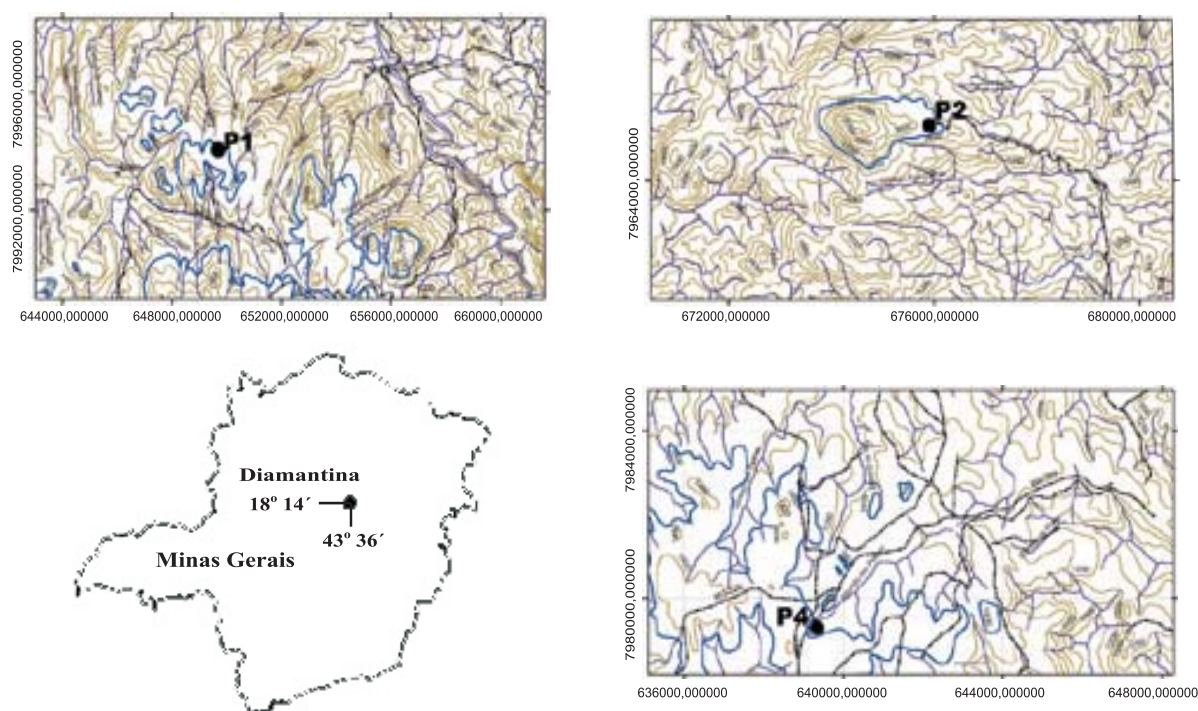 P1
7996000,000000
7992000,000000
644000,000000 648000,000000 652000,000000 656000,000000 660000,000000
P2
7964000,000000
672000,000000 676000,000000 680000,000000
Diamantina
18º 14´
43º 36´
Minas Gerais
P4
7984000,000000
7980000,000000
636000,000000 640000,000000 644000,000000 648000,000000